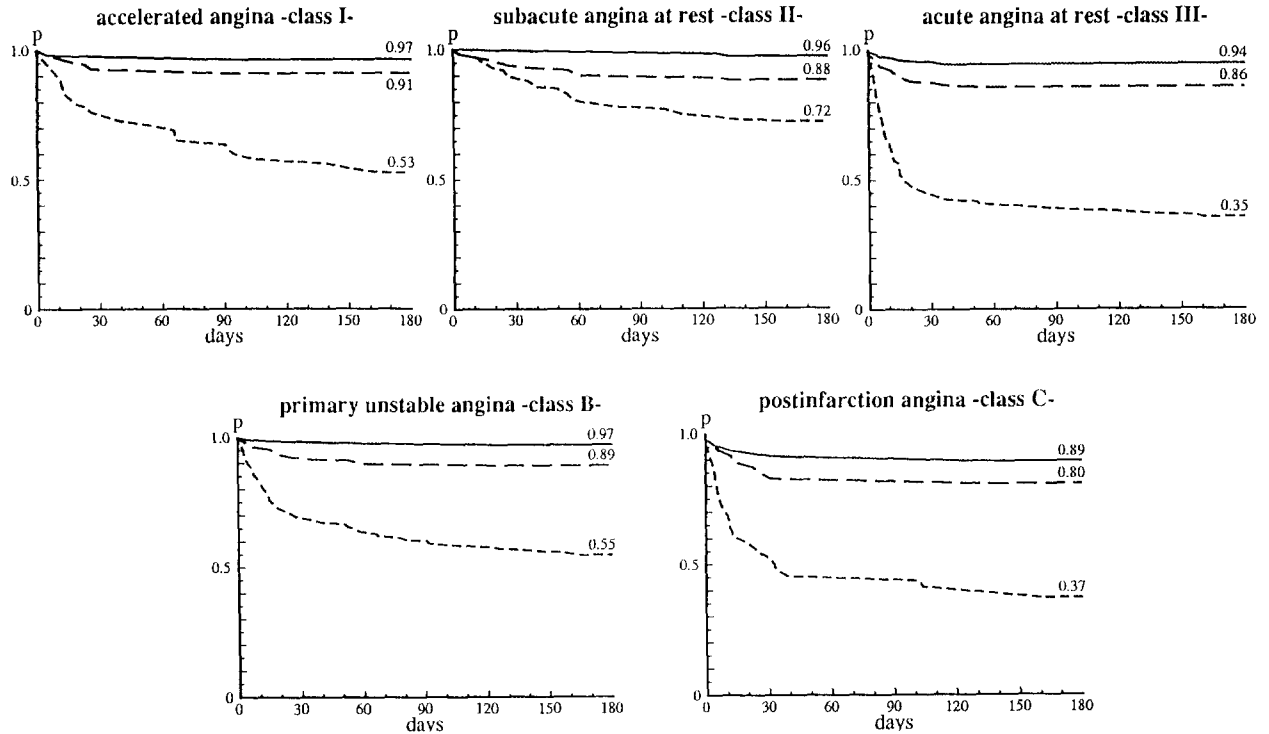 accelerated angina -class I-
p
1.0
0.97
0.91
0.5
0.53
0
0 30 60 90 120 150 180
days
subacute angina at rest -class II-
p
1.0
0.96
0.88
0.72
0.5
0
0 30 60 90 120 150 180
days
acute angina at rest -class III-
p
1.0
0.94
0.86
0.5
0.35
0
0 30 60 90 120 150 180
days
primary unstable angina -class B-
p
1.0
0.97
0.89
0.5
0.55
0
0 30 60 90 120 150 180
days
postinfarction angina -class C-
p
1.0
0.89
0.80
0.5
0.37
0
0 30 60 90 120 150 180
days